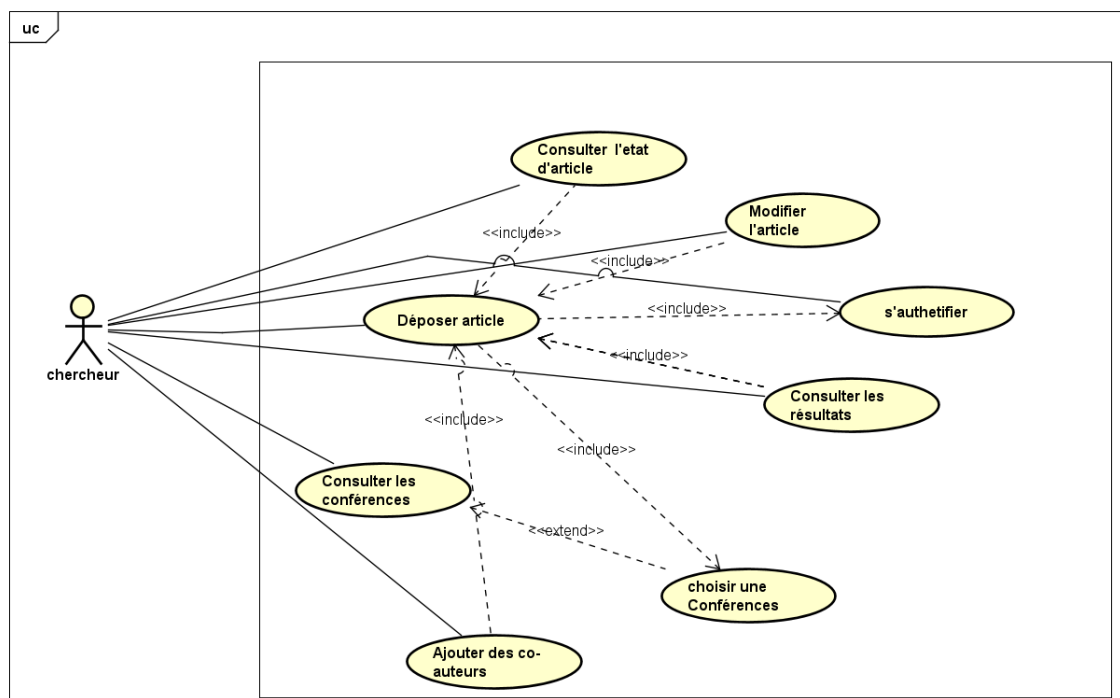 uc
Consulter l'etat
d'article
Modifier
l'article
<<include>>
<<include>>
s'authetifier
<<include>>
Déposer article
chercheur
<<include>>
Consulter les
résultats
<<include>>
<<include>>
Consulter les
conférences
<<extend>>
choisir une
Conférences
Ajouter des co-
auteurs